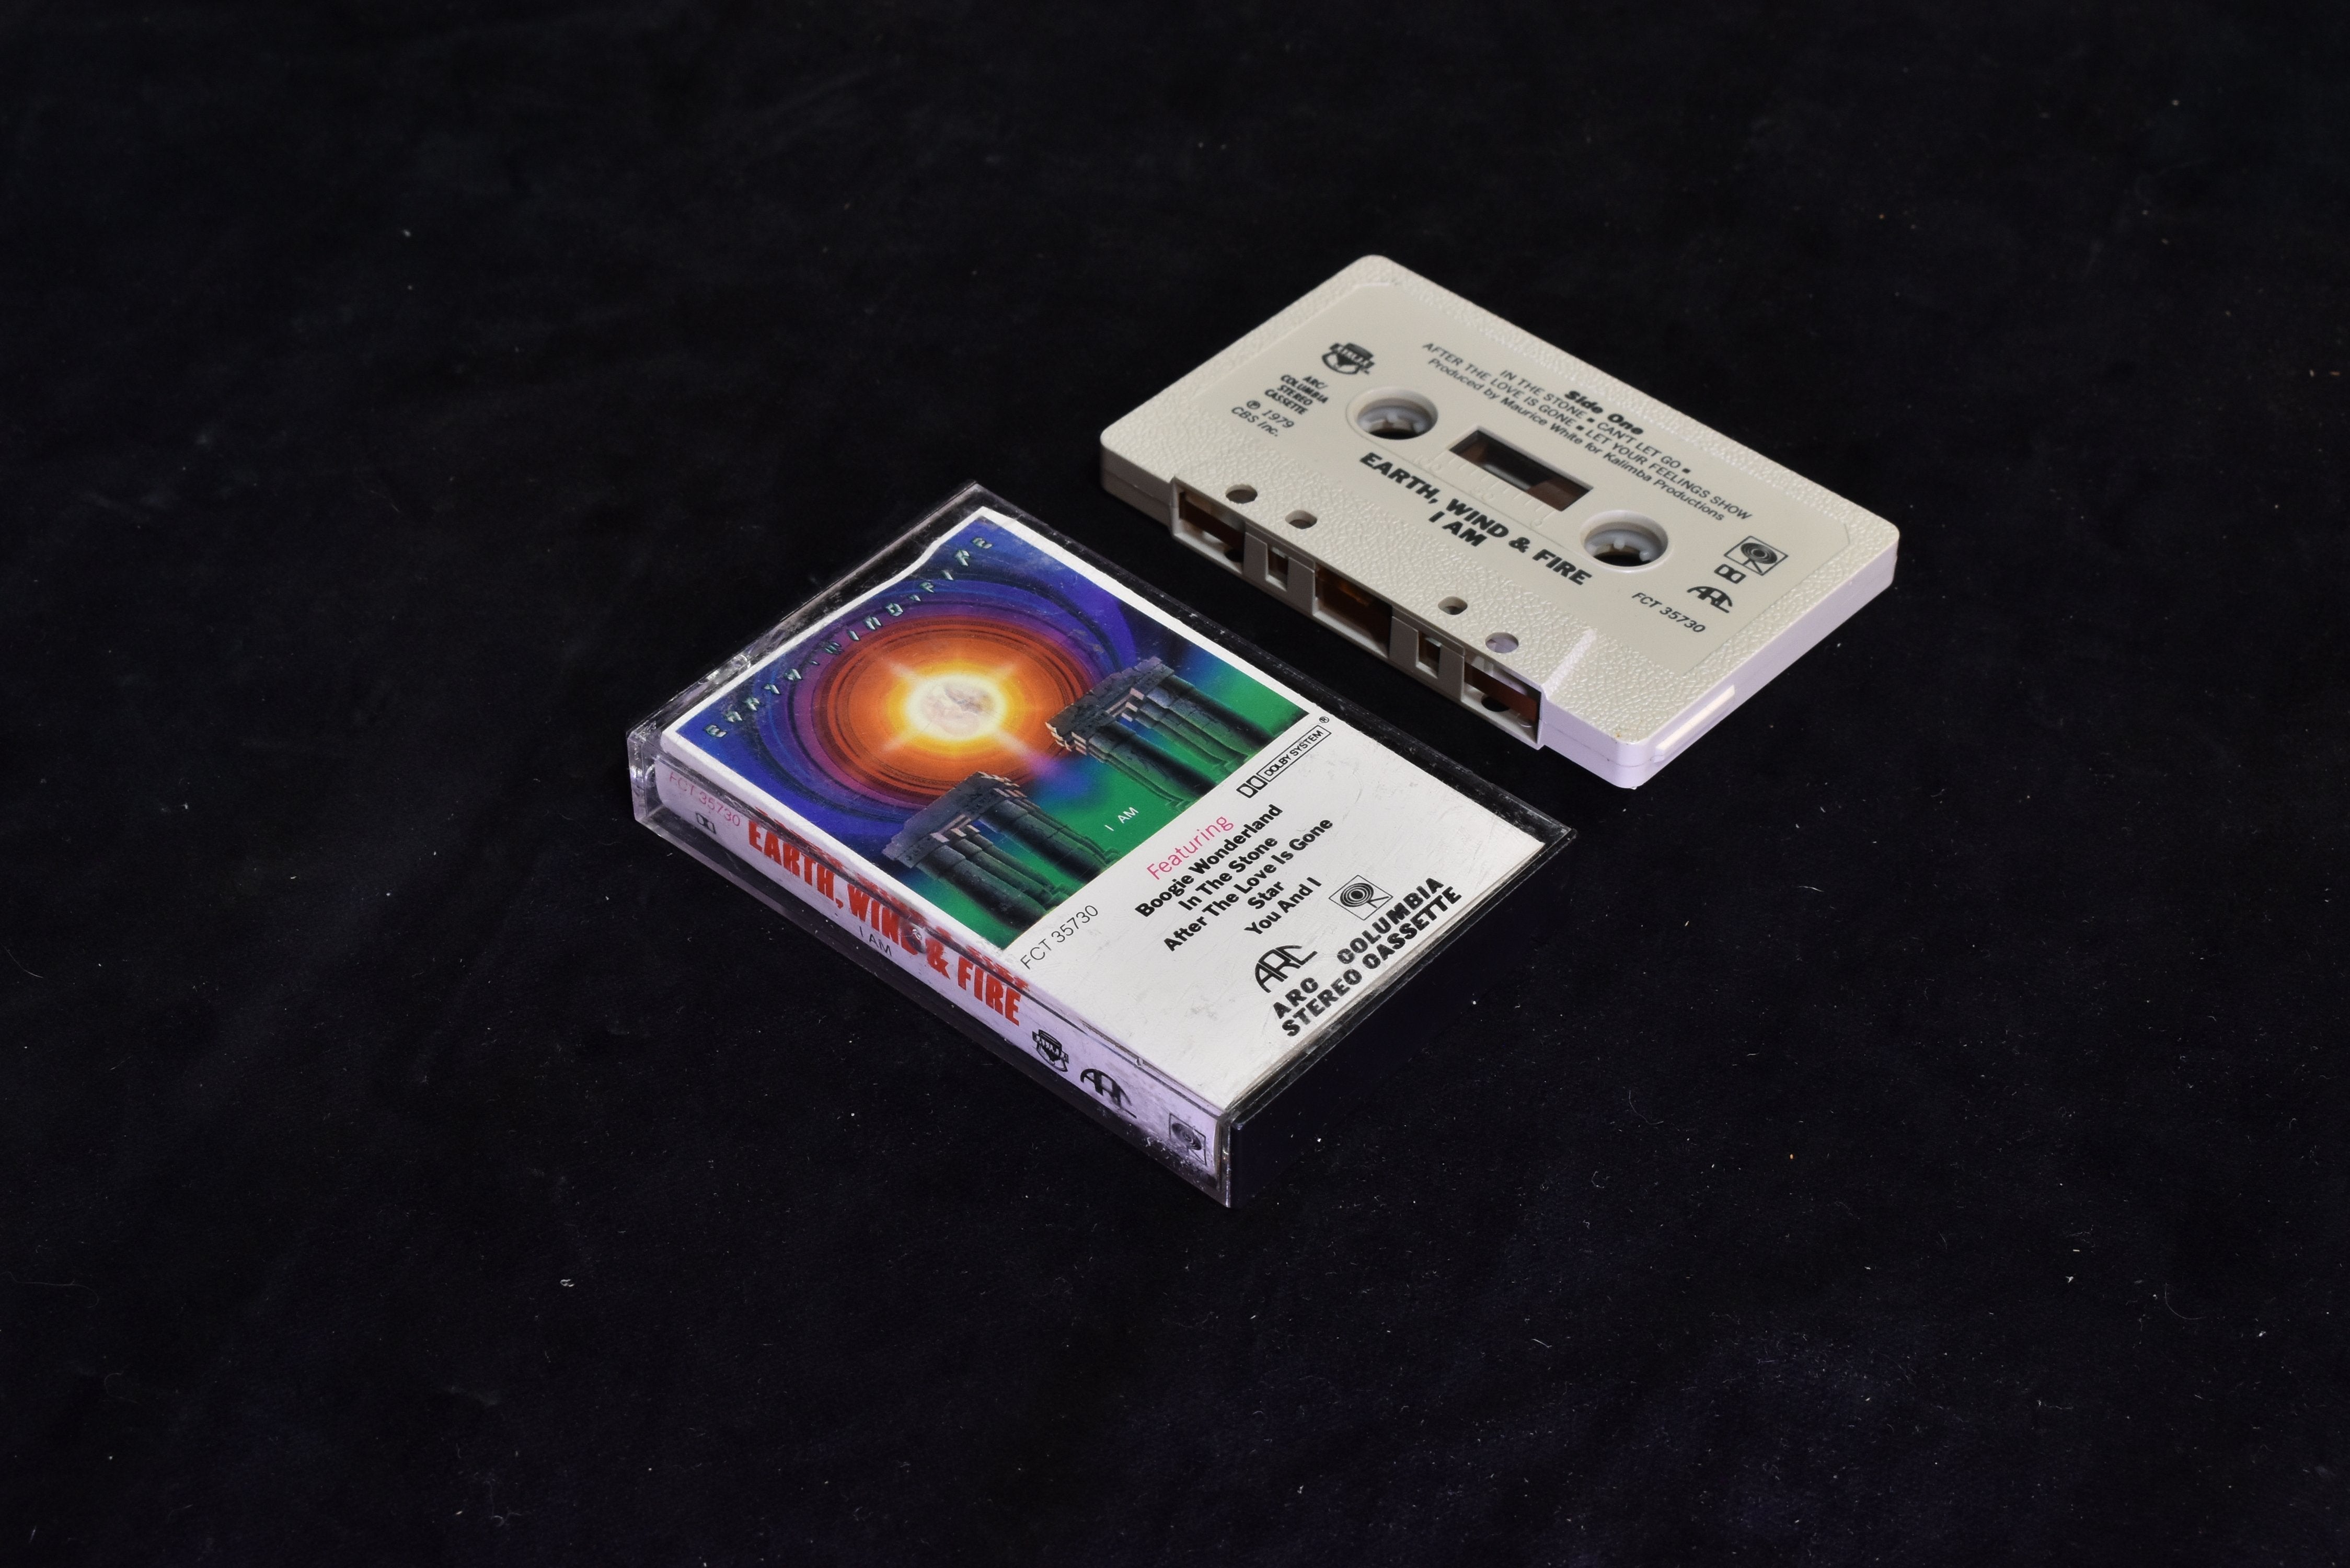 EARTH • WIND • FIRE
I AM
DOLBY SYSTEM ®
FCT 35730
Featuring
Boogie Wonderland
In The Stone
After The Love Is Gone
Star
You And I
ARC
ARC COLUMBIA
STEREO CASSETTE
FCT 35730
EARTH, WIND & FIRE
I AM
ARC
Side One
IN THE STONE ■ CAN'T LET GO ■
AFTER THE LOVE IS GONE ■ LET YOUR FEELINGS SHOW
Produced by Maurice White for Kalimba Productions
ARC/
COLUMBIA
STEREO
CASSETTE
℗ 1979
CBS Inc.
EARTH, WIND & FIRE
I AM
ARC
FCT 35730